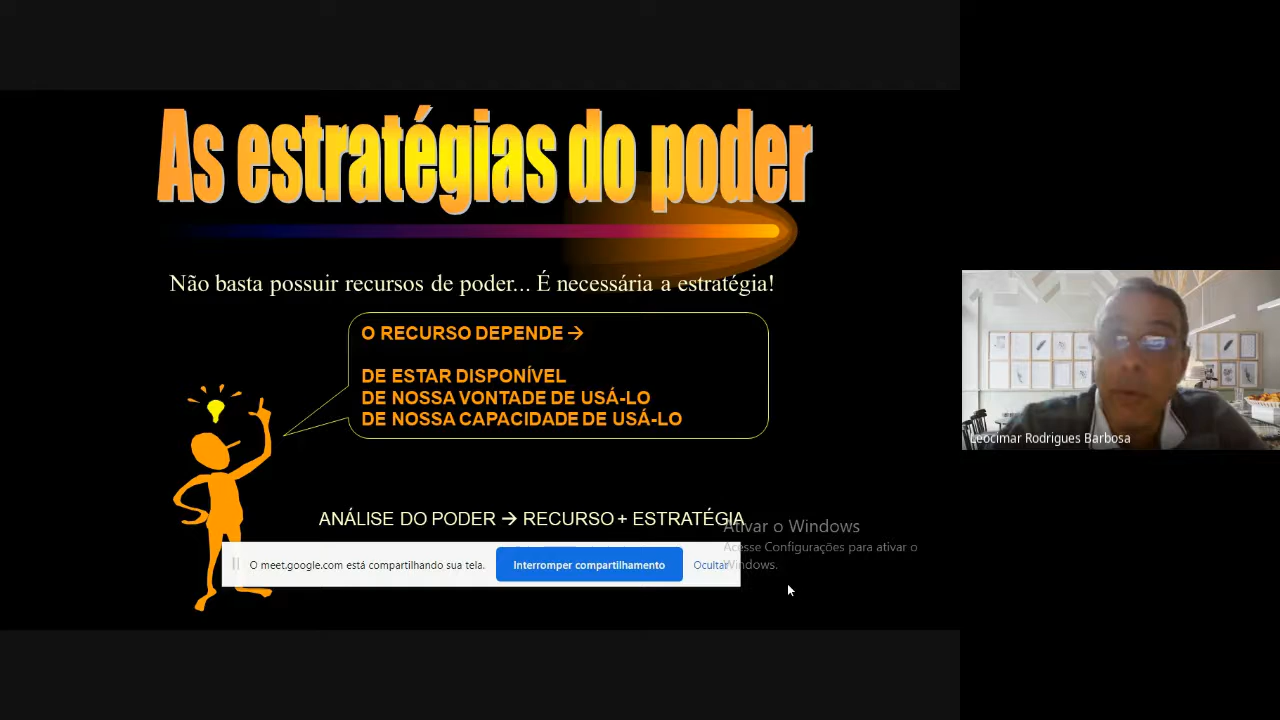 As estratégias do poder
Não basta possuir recursos de poder... É necessária a estratégia!
O RECURSO DEPENDE →
DE ESTAR DISPONÍVEL
DE NOSSA VONTADE DE USÁ-LO
DE NOSSA CAPACIDADE DE USÁ-LO
ANÁLISE DO PODER → RECURSO + ESTRATÉGIA
O meet.google.com está compartilhando sua tela.
Interromper compartilhamento
Ocultar
Ativar o Windows
Acesse Configurações para ativar o
Windows.
Leocimar Rodrigues Barbosa